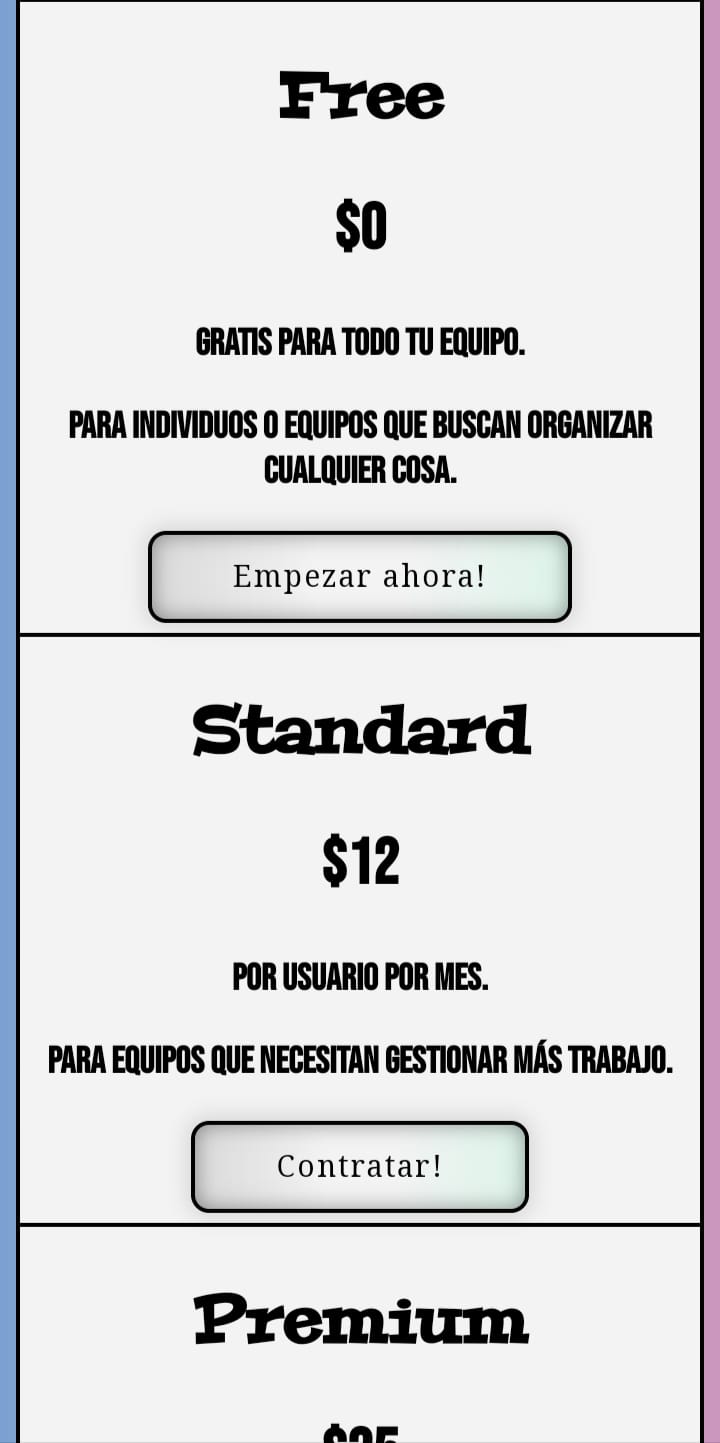 Free
$0
GRATIS PARA TODO TU EQUIPO.
PARA INDIVIDUOS O EQUIPOS QUE BUSCAN ORGANIZAR
CUALQUIER COSA.
Empezar ahora!
Standard
$12
POR USUARIO POR MES.
PARA EQUIPOS QUE NECESITAN GESTIONAR MÁS TRABAJO.
Contratar!
Premium